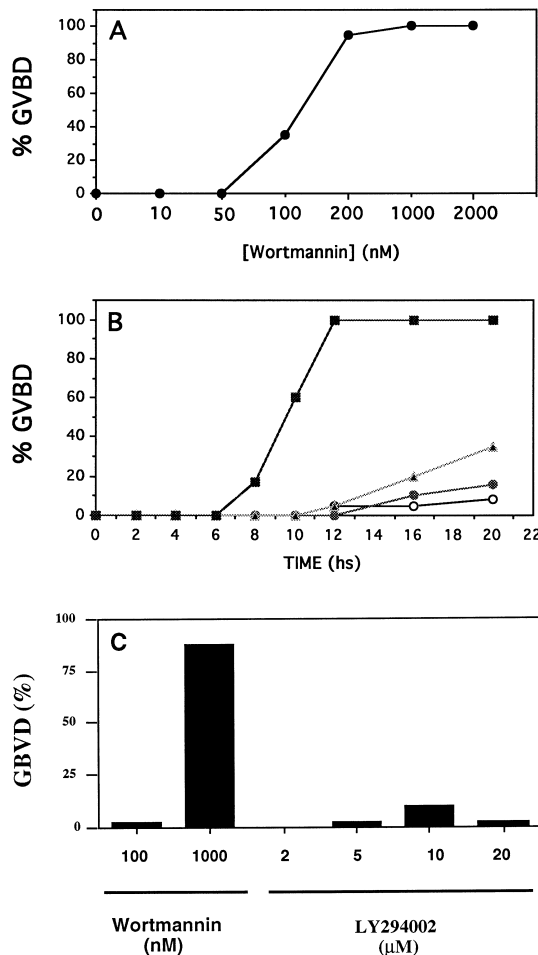 A
% GVBD
100
80
60
40
20
0
0 10 50 100 200 1000 2000
[Wortmannin] (nM)
B
% GVBD
100
80
60
40
20
0
0 2 4 6 8 10 12 14 16 18 20 22
TIME (hs)
C
GBVD (%)
100
75
50
25
0
100 1000 2 5 10 20
Wortmannin (nM)
LY294002 (μM)